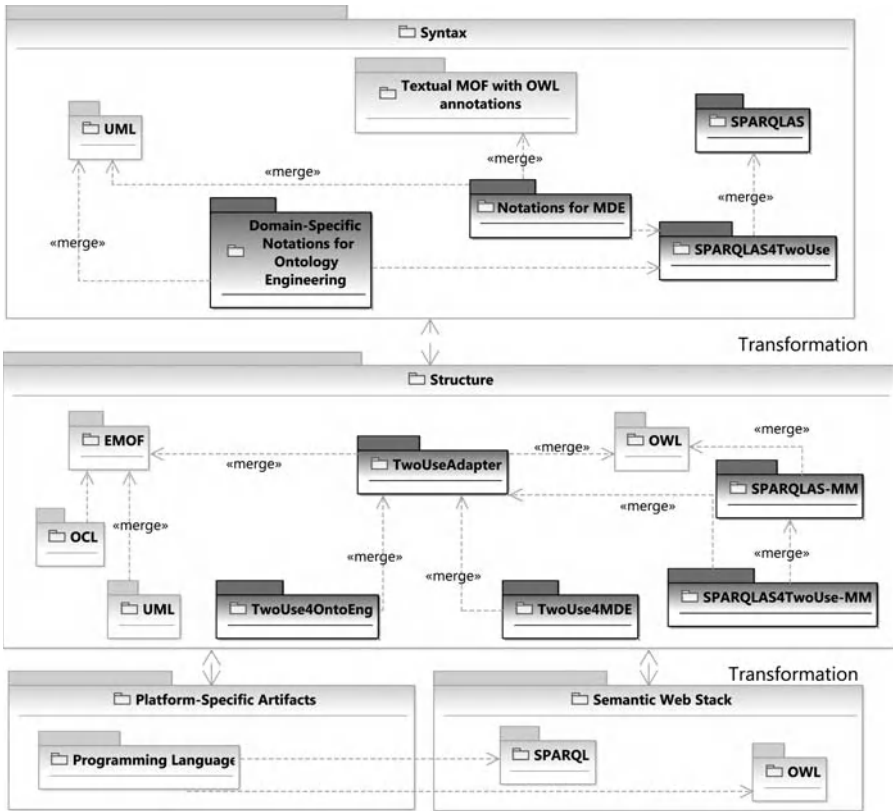 Syntax
Textual MOF with OWL
annotations
UML
SPARQLAS
«merge»
«merge»
«merge»
Notations for MDE
«merge»
Domain-Specific
Notations for
Ontology
Engineering
SPARQLAS4TwoUse
Transformation
Structure
EMOF
OWL
«merge»
«merge»
«merge»
TwoUseAdapter
SPARQLAS-MM
«merge»
OCL
«merge»
«merge»
«merge»
«merge»
UML
TwoUse4OntoEng
TwoUse4MDE
SPARQLAS4TwoUse-MM
Transformation
Platform-Specific Artifacts
Semantic Web Stack
Programming Language
SPARQL
OWL